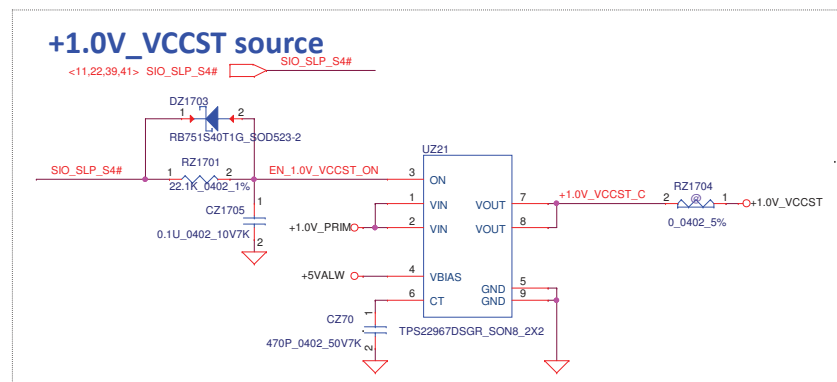 +1.0V_VCCST source
<11,22,39,41> SIO_SLP_S4# SIO_SLP_S4#
DZ1703
1 2
RB751S40T1G_SOD523-2
UZ21
SIO_SLP_S4# 1 RZ1701 2 EN_1.0V_VCCST_ON 3 ON
22.1K_0402_1%
1 VIN VOUT 7 +1.0V_VCCST_C 2 RZ1704 @ 1 +1.0V_VCCST
CZ1705 1
+1.0V_PRIM 2 VIN VOUT 8 0_0402_5%
0.1U_0402_10V7K 2
+5VALW 4 VBIAS
GND 5
6 CT GND 9
CZ70 1
TPS22967DSGR_SON8_2X2
470P_0402_50V7K 2